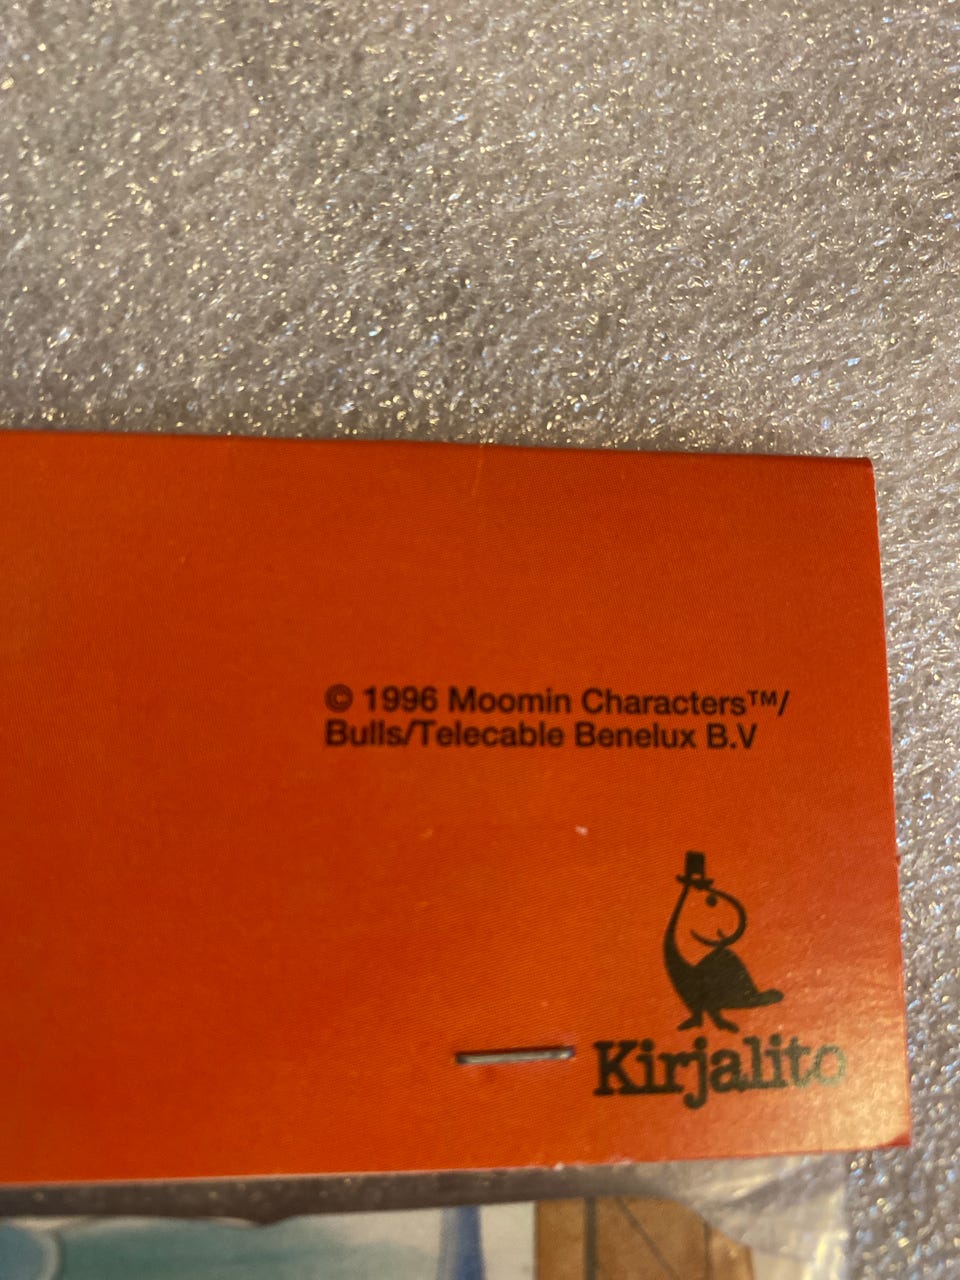 © 1996 Moomin Characters™/
Bulls/Telecable Benelux B.V
Kirjalito